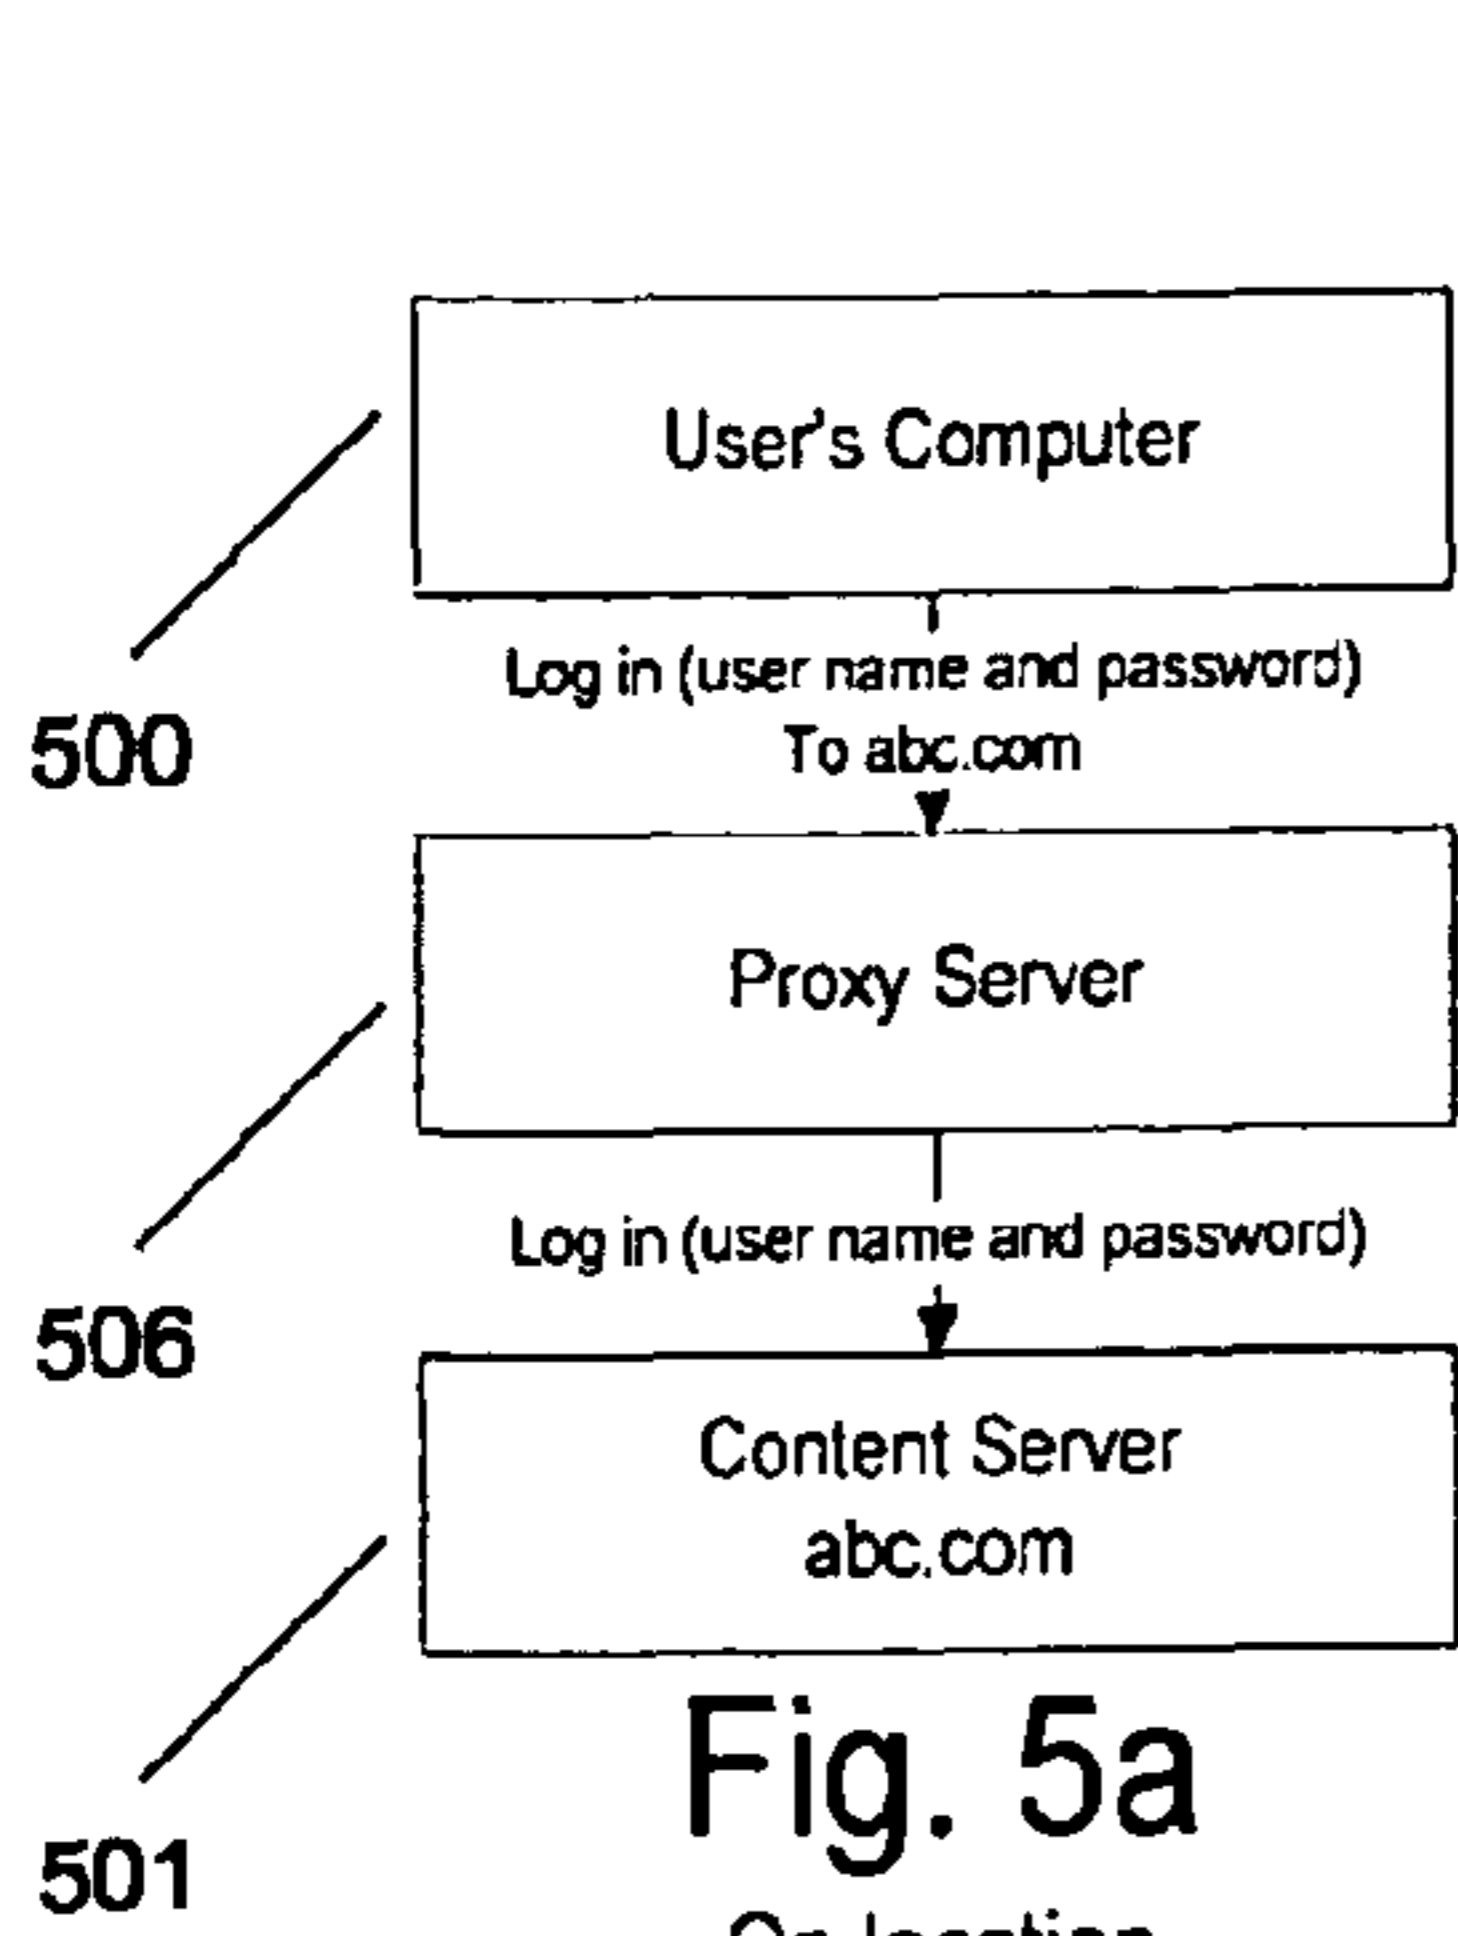 User's Computer
Log in (user name and password)
To abc.com
500
Proxy Server
Log in (user name and password)
506
Content Server
abc.com
Fig. 5a
501